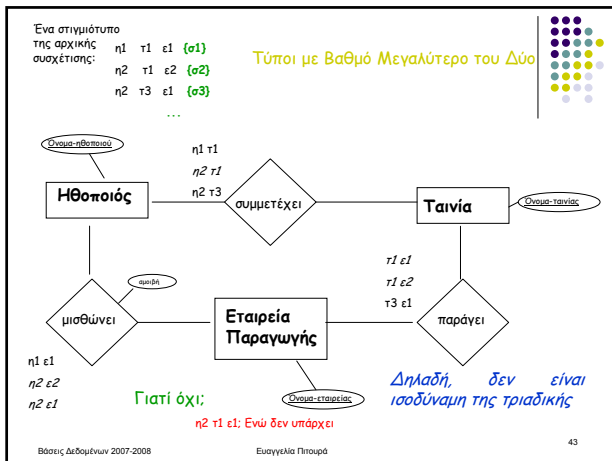 Ένα στιγμιότυπο
της αρχικής
συσχέτισης:
η1 τ1 ε1 {σ1}
η2 τ1 ε2 {σ2}
η2 τ3 ε1 {σ3}
…
Τύποι με Βαθμό Μεγαλύτερο του Δύο
Όνομα-ηθοποιού
Ηθοποιός
η1 τ1
η2 τ1
η2 τ3
συμμετέχει
Ταινία
Όνομα-ταινίας
αμοιβή
μισθώνει
Εταιρεία
Παραγωγής
τ1 ε1
τ1 ε2
τ3 ε1
παράγει
η1 ε1
η2 ε2
η2 ε1
Γιατί όχι;
Όνομα-εταιρείας
η2 τ1 ε1; Ενώ δεν υπάρχει
Δηλαδή, δεν είναι
ισοδύναμη της τριαδικής
Βάσεις Δεδομένων 2007-2008
Ευαγγελία Πιτουρά
43